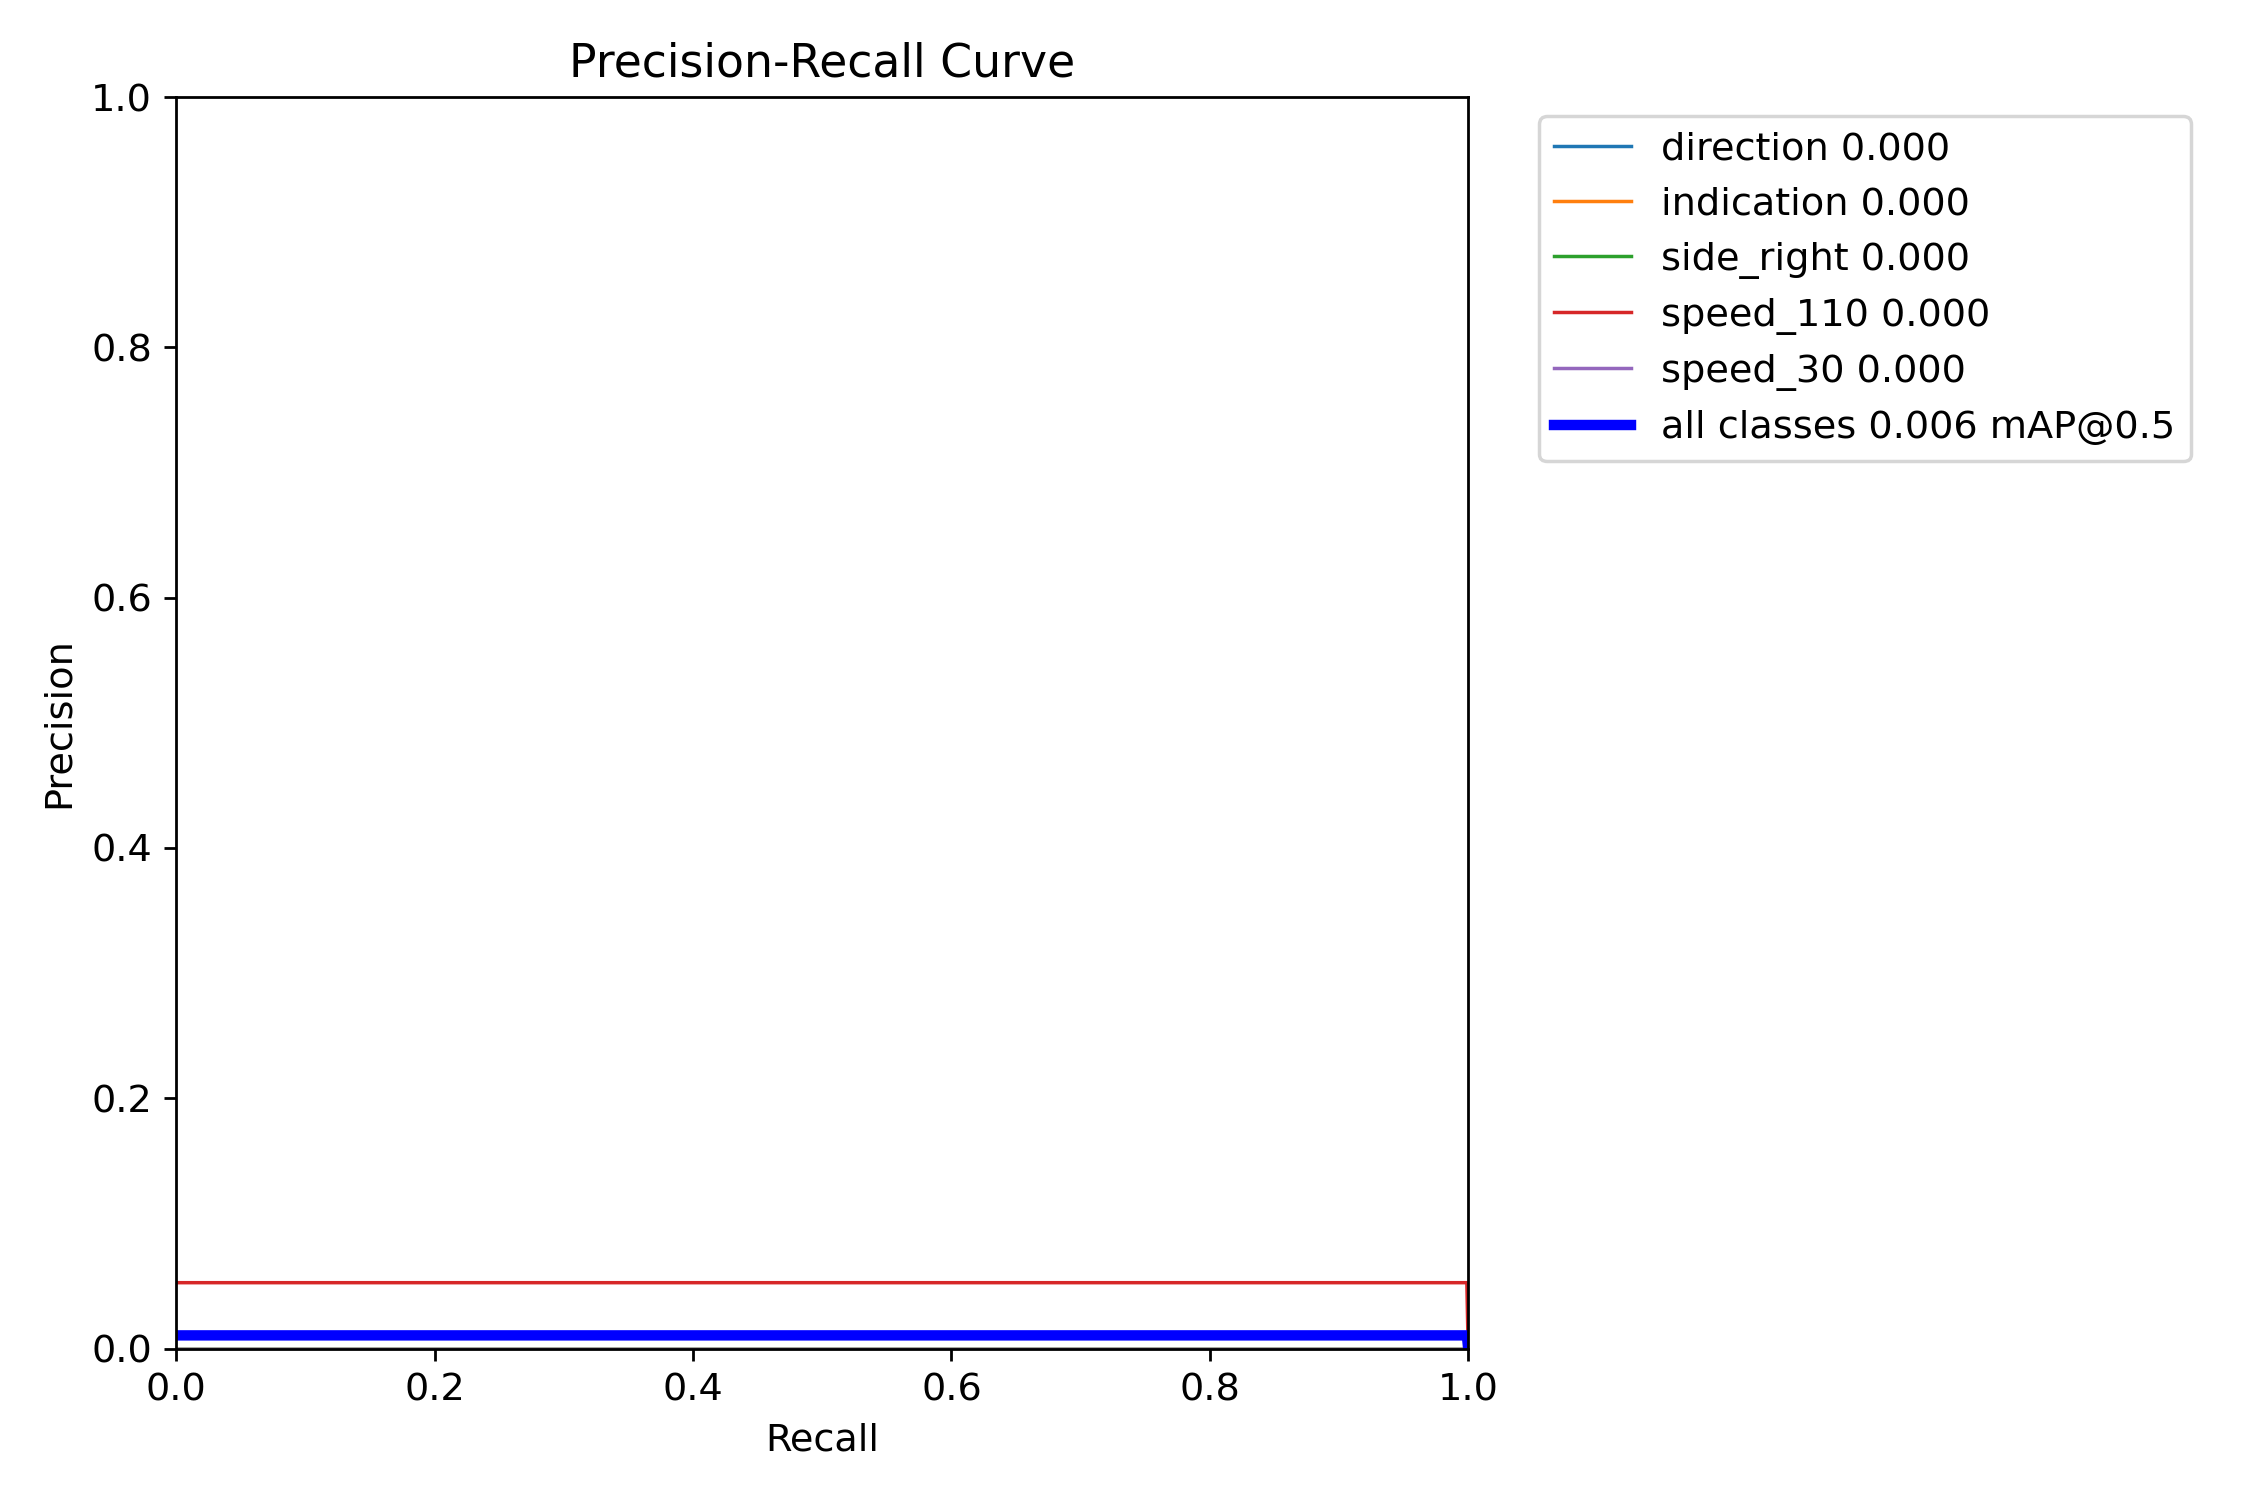 Precision-Recall Curve
1.0
0.8
0.6
0.4
0.2
0.0
Precision
0.0 0.2 0.4 0.6 0.8 1.0
Recall
direction 0.000
indication 0.000
side_right 0.000
speed_110 0.000
speed_30 0.000
all classes 0.006 mAP@0.5